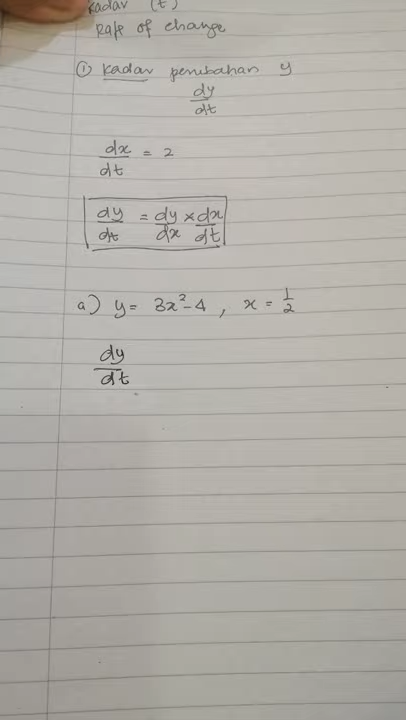 kadar (t)
Rate of change
① kadar perubahan y
dy
dt
dx/dt = 2
dy/dt = dy/dx × dx/dt
a) y = 3x²-4 , x = 1/2
dy
dt